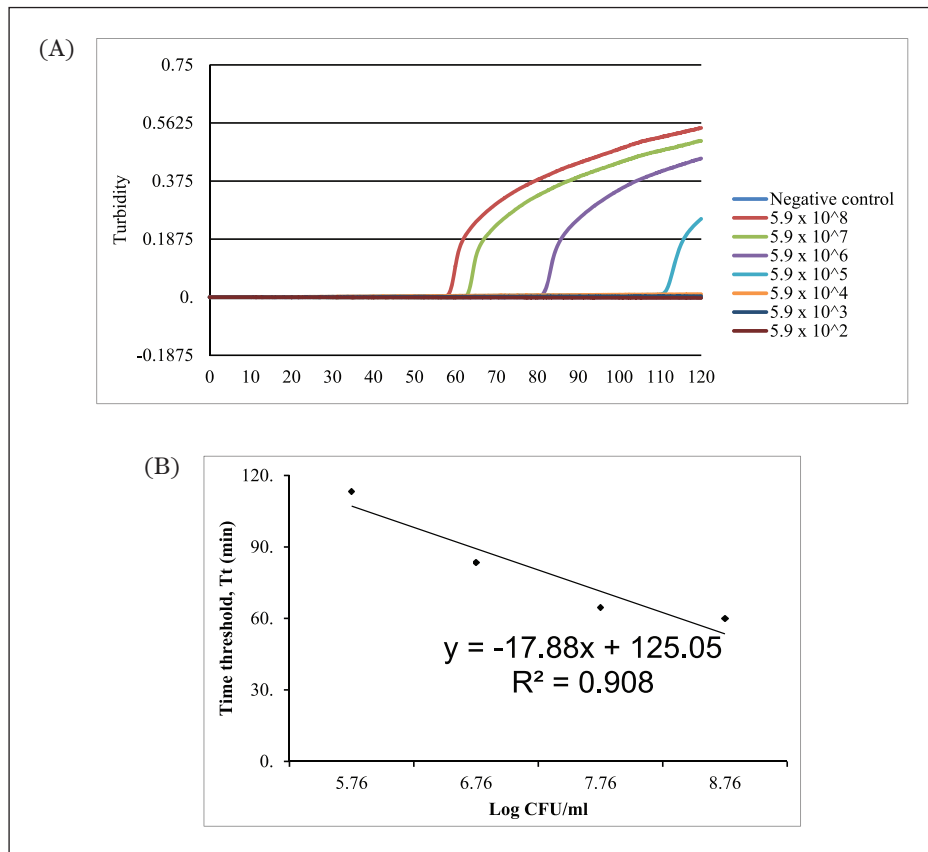 (A)
0.75
0.5625
0.375
0.1875
0.
-0.1875
Turbidity
0 10 20 30 40 50 60 70 80 90 100 110 120
Negative control
5.9 x 10^8
5.9 x 10^7
5.9 x 10^6
5.9 x 10^5
5.9 x 10^4
5.9 x 10^3
5.9 x 10^2
(B)
120.
90.
60.
30.
0.
Time threshold, Tt (min)
y = -17.88x + 125.05
R² = 0.908
5.76 6.76 7.76 8.76
Log CFU/ml